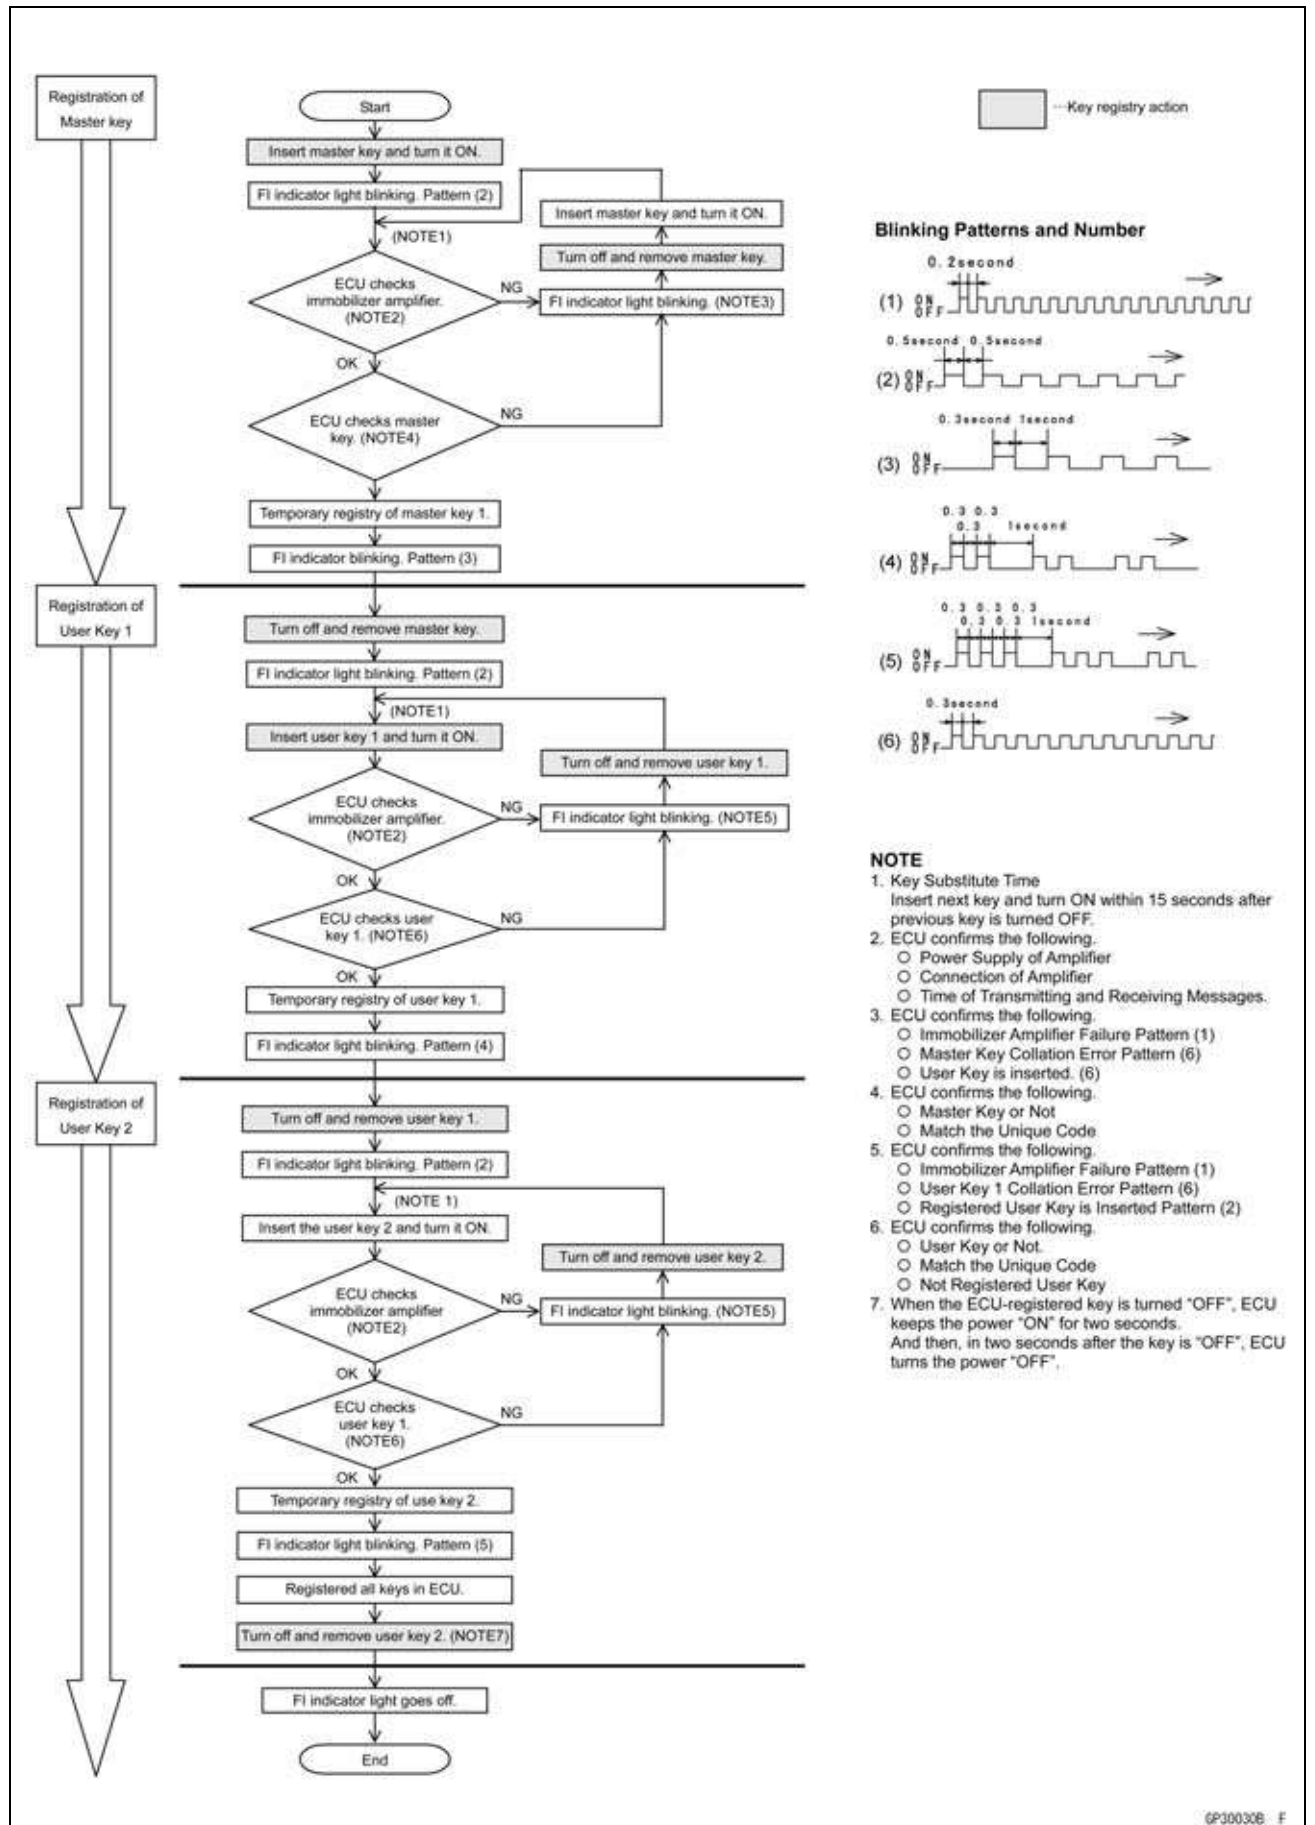 Registration of
Master key
Start
Insert master key and turn it ON.
FI indicator light blinking. Pattern (2)
(NOTE1)
Insert master key and turn it ON.
Turn off and remove master key.
ECU checks
immobilizer amplifier.
(NOTE2)
NG
FI indicator light blinking. (NOTE3)
OK
ECU checks master
key. (NOTE4)
NG
Temporary registry of master key 1.
FI indicator blinking. Pattern (3)
Registration of
User Key 1
Turn off and remove master key.
FI indicator light blinking. Pattern (2)
(NOTE1)
Insert user key 1 and turn it ON.
Turn off and remove user key 1.
ECU checks
immobilizer amplifier.
(NOTE2)
NG
FI indicator light blinking. (NOTE5)
OK
ECU checks user
key 1. (NOTE6)
NG
OK
Temporary registry of user key 1.
FI indicator light blinking. Pattern (4)
Registration of
User Key 2
Turn off and remove user key 1.
FI indicator light blinking. Pattern (2)
(NOTE 1)
Insert the user key 2 and turn it ON.
Turn off and remove user key 2.
ECU checks
immobilizer amplifier
(NOTE2)
NG
FI indicator light blinking. (NOTE5)
OK
ECU checks
user key 1.
(NOTE6)
NG
OK
Temporary registry of use key 2.
FI indicator light blinking. Pattern (5)
Registered all keys in ECU.
Turn off and remove user key 2. (NOTE7)
FI indicator light goes off.
End
···Key registry action
Blinking Patterns and Number
0.2second
(1) ON
OFF
0.5second 0.5second
(2) ON
OFF
0.3second 1second
(3) ON
OFF
0.3 0.3
0.3 1second
(4) ON
OFF
0.3 0.3 0.3
0.3 0.3 1second
(5) ON
OFF
0.3second
(6) ON
OFF
NOTE
1. Key Substitute Time
Insert next key and turn ON within 15 seconds after
previous key is turned OFF.
2. ECU confirms the following.
○ Power Supply of Amplifier
○ Connection of Amplifier
○ Time of Transmitting and Receiving Messages.
3. ECU confirms the following.
○ Immobilizer Amplifier Failure Pattern (1)
○ Master Key Collation Error Pattern (6)
○ User Key is inserted. (6)
4. ECU confirms the following.
○ Master Key or Not
○ Match the Unique Code
5. ECU confirms the following.
○ Immobilizer Amplifier Failure Pattern (1)
○ User Key 1 Collation Error Pattern (6)
○ Registered User Key is Inserted Pattern (2)
6. ECU confirms the following.
○ User Key or Not.
○ Match the Unique Code
○ Not Registered User Key
7. When the ECU-registered key is turned “OFF”, ECU
keeps the power “ON” for two seconds.
And then, in two seconds after the key is “OFF”, ECU
turns the power “OFF”.
GP30030B F